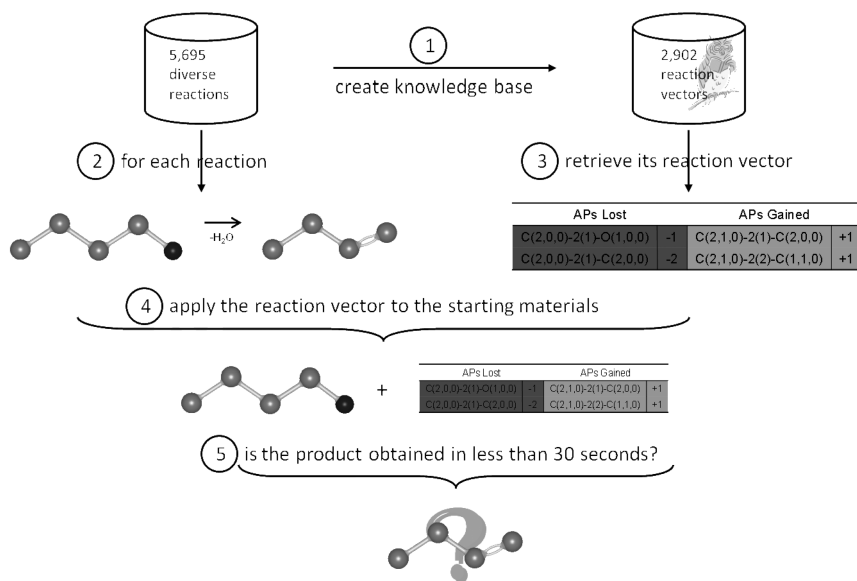 5,695
diverse
reactions
1
create knowledge base
2,902
reaction
vectors
2 for each reaction
3 retrieve its reaction vector
-H₂O
APs Lost APs Gained
C(2,0,0)-2(1)-O(1,0,0) -1 C(2,1,0)-2(1)-C(2,0,0) +1
C(2,0,0)-2(1)-C(2,0,0) -2 C(2,1,0)-2(2)-C(1,1,0) +1
4 apply the reaction vector to the starting materials
+
APs Lost APs Gained
C(2,0,0)-2(1)-O(1,0,0) -1 C(2,1,0)-2(1)-C(2,0,0) +1
C(2,0,0)-2(1)-C(2,0,0) -2 C(2,1,0)-2(2)-C(1,1,0) +1
5 is the product obtained in less than 30 seconds?
?